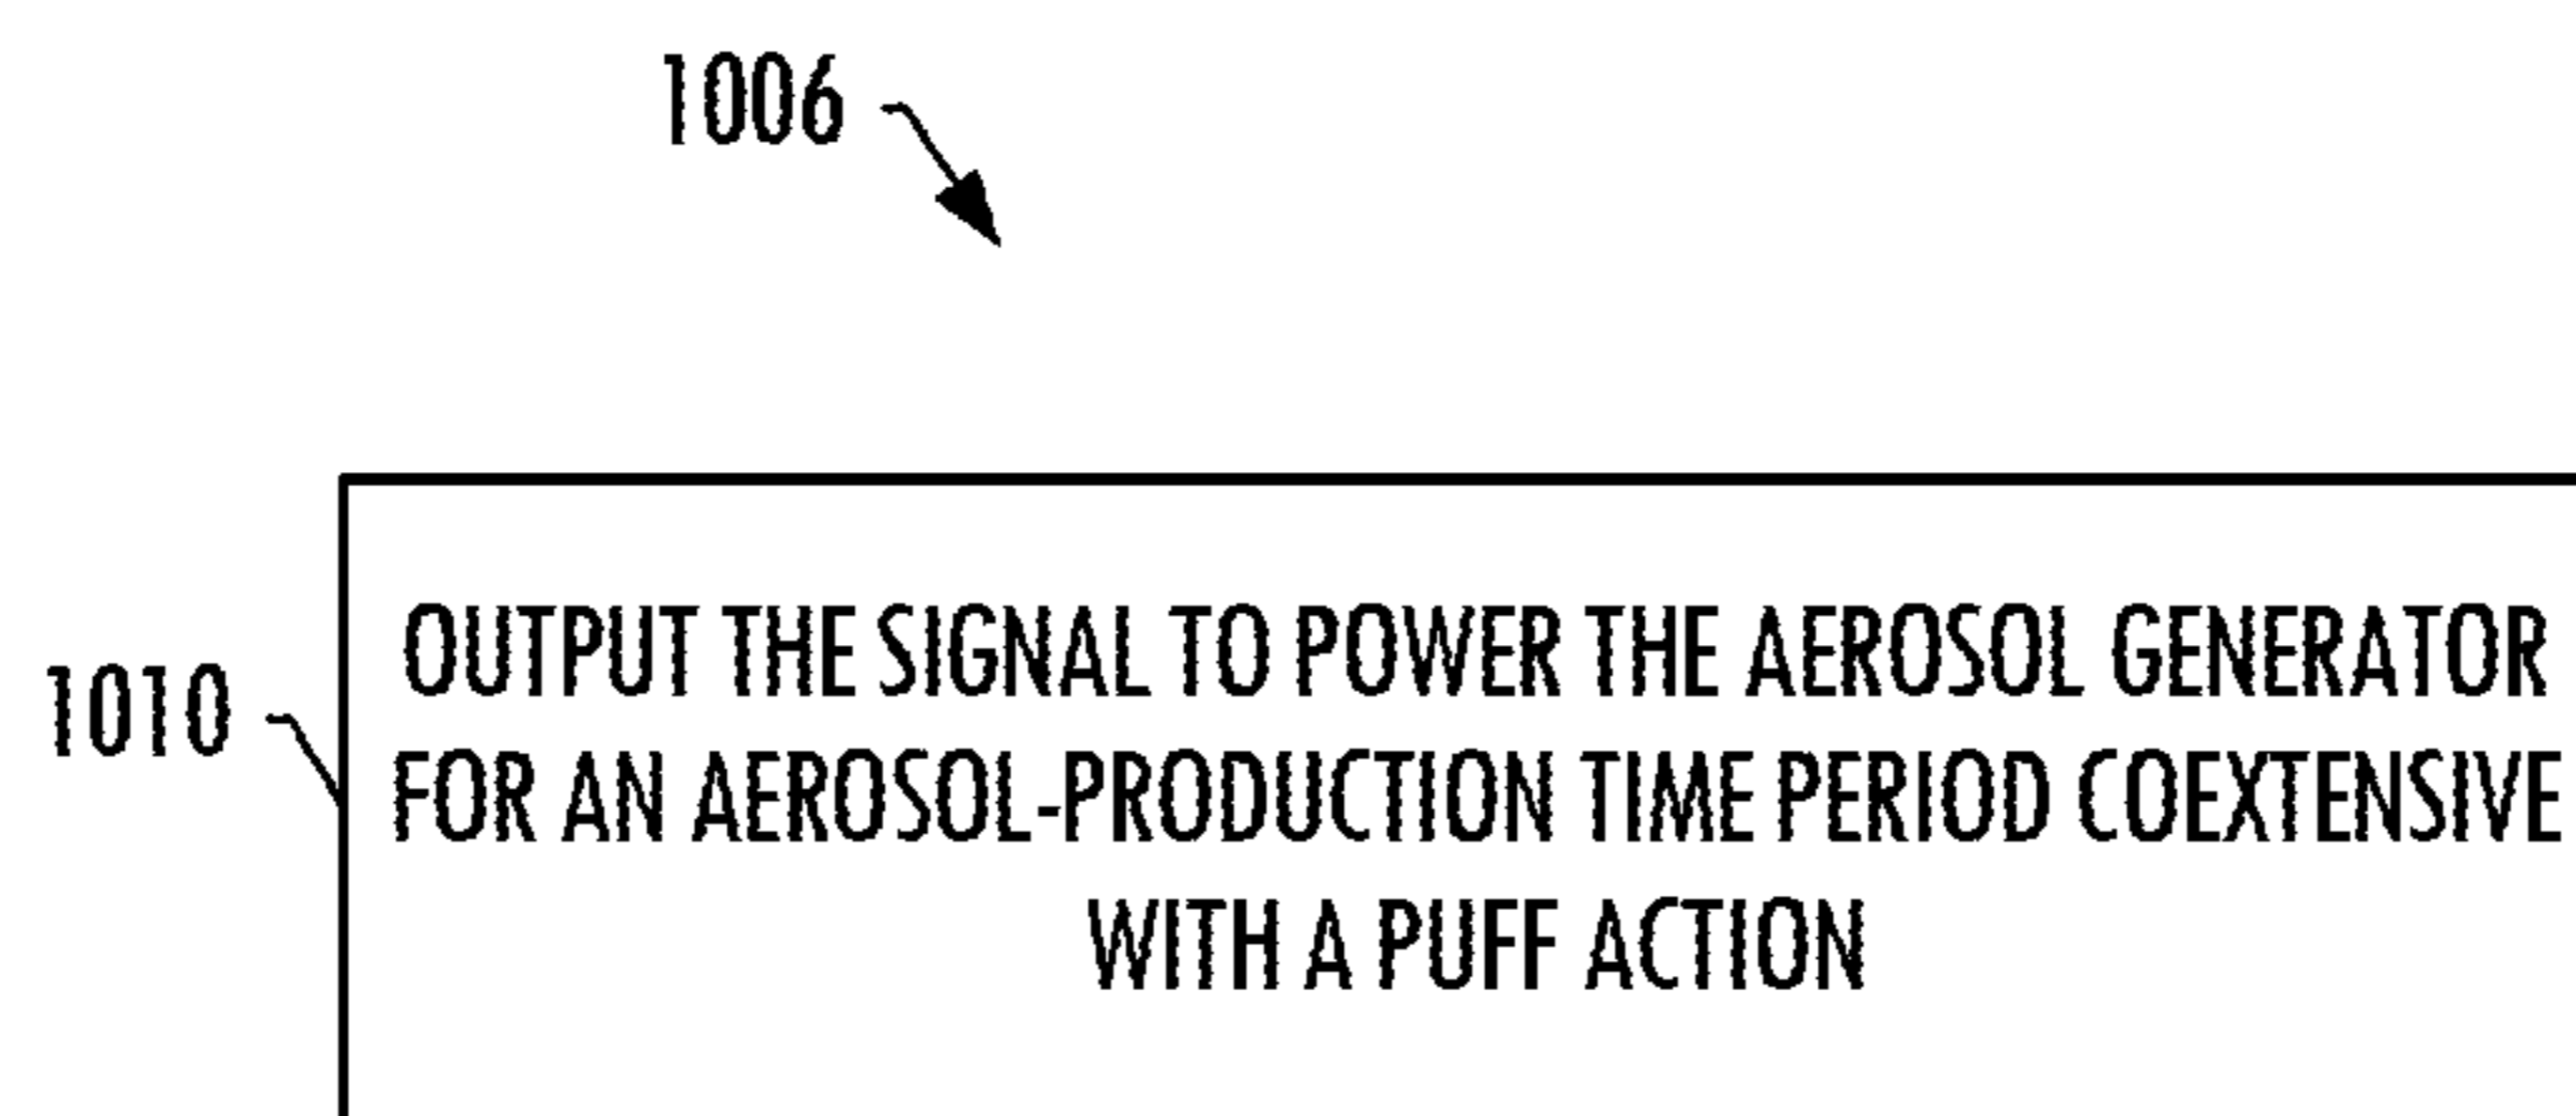 1006
OUTPUT THE SIGNAL TO POWER THE AEROSOL GENERATOR
1010
FOR AN AEROSOL-PRODUCTION TIME PERIOD COEXTENSIVE
WITH A PUFF ACTION